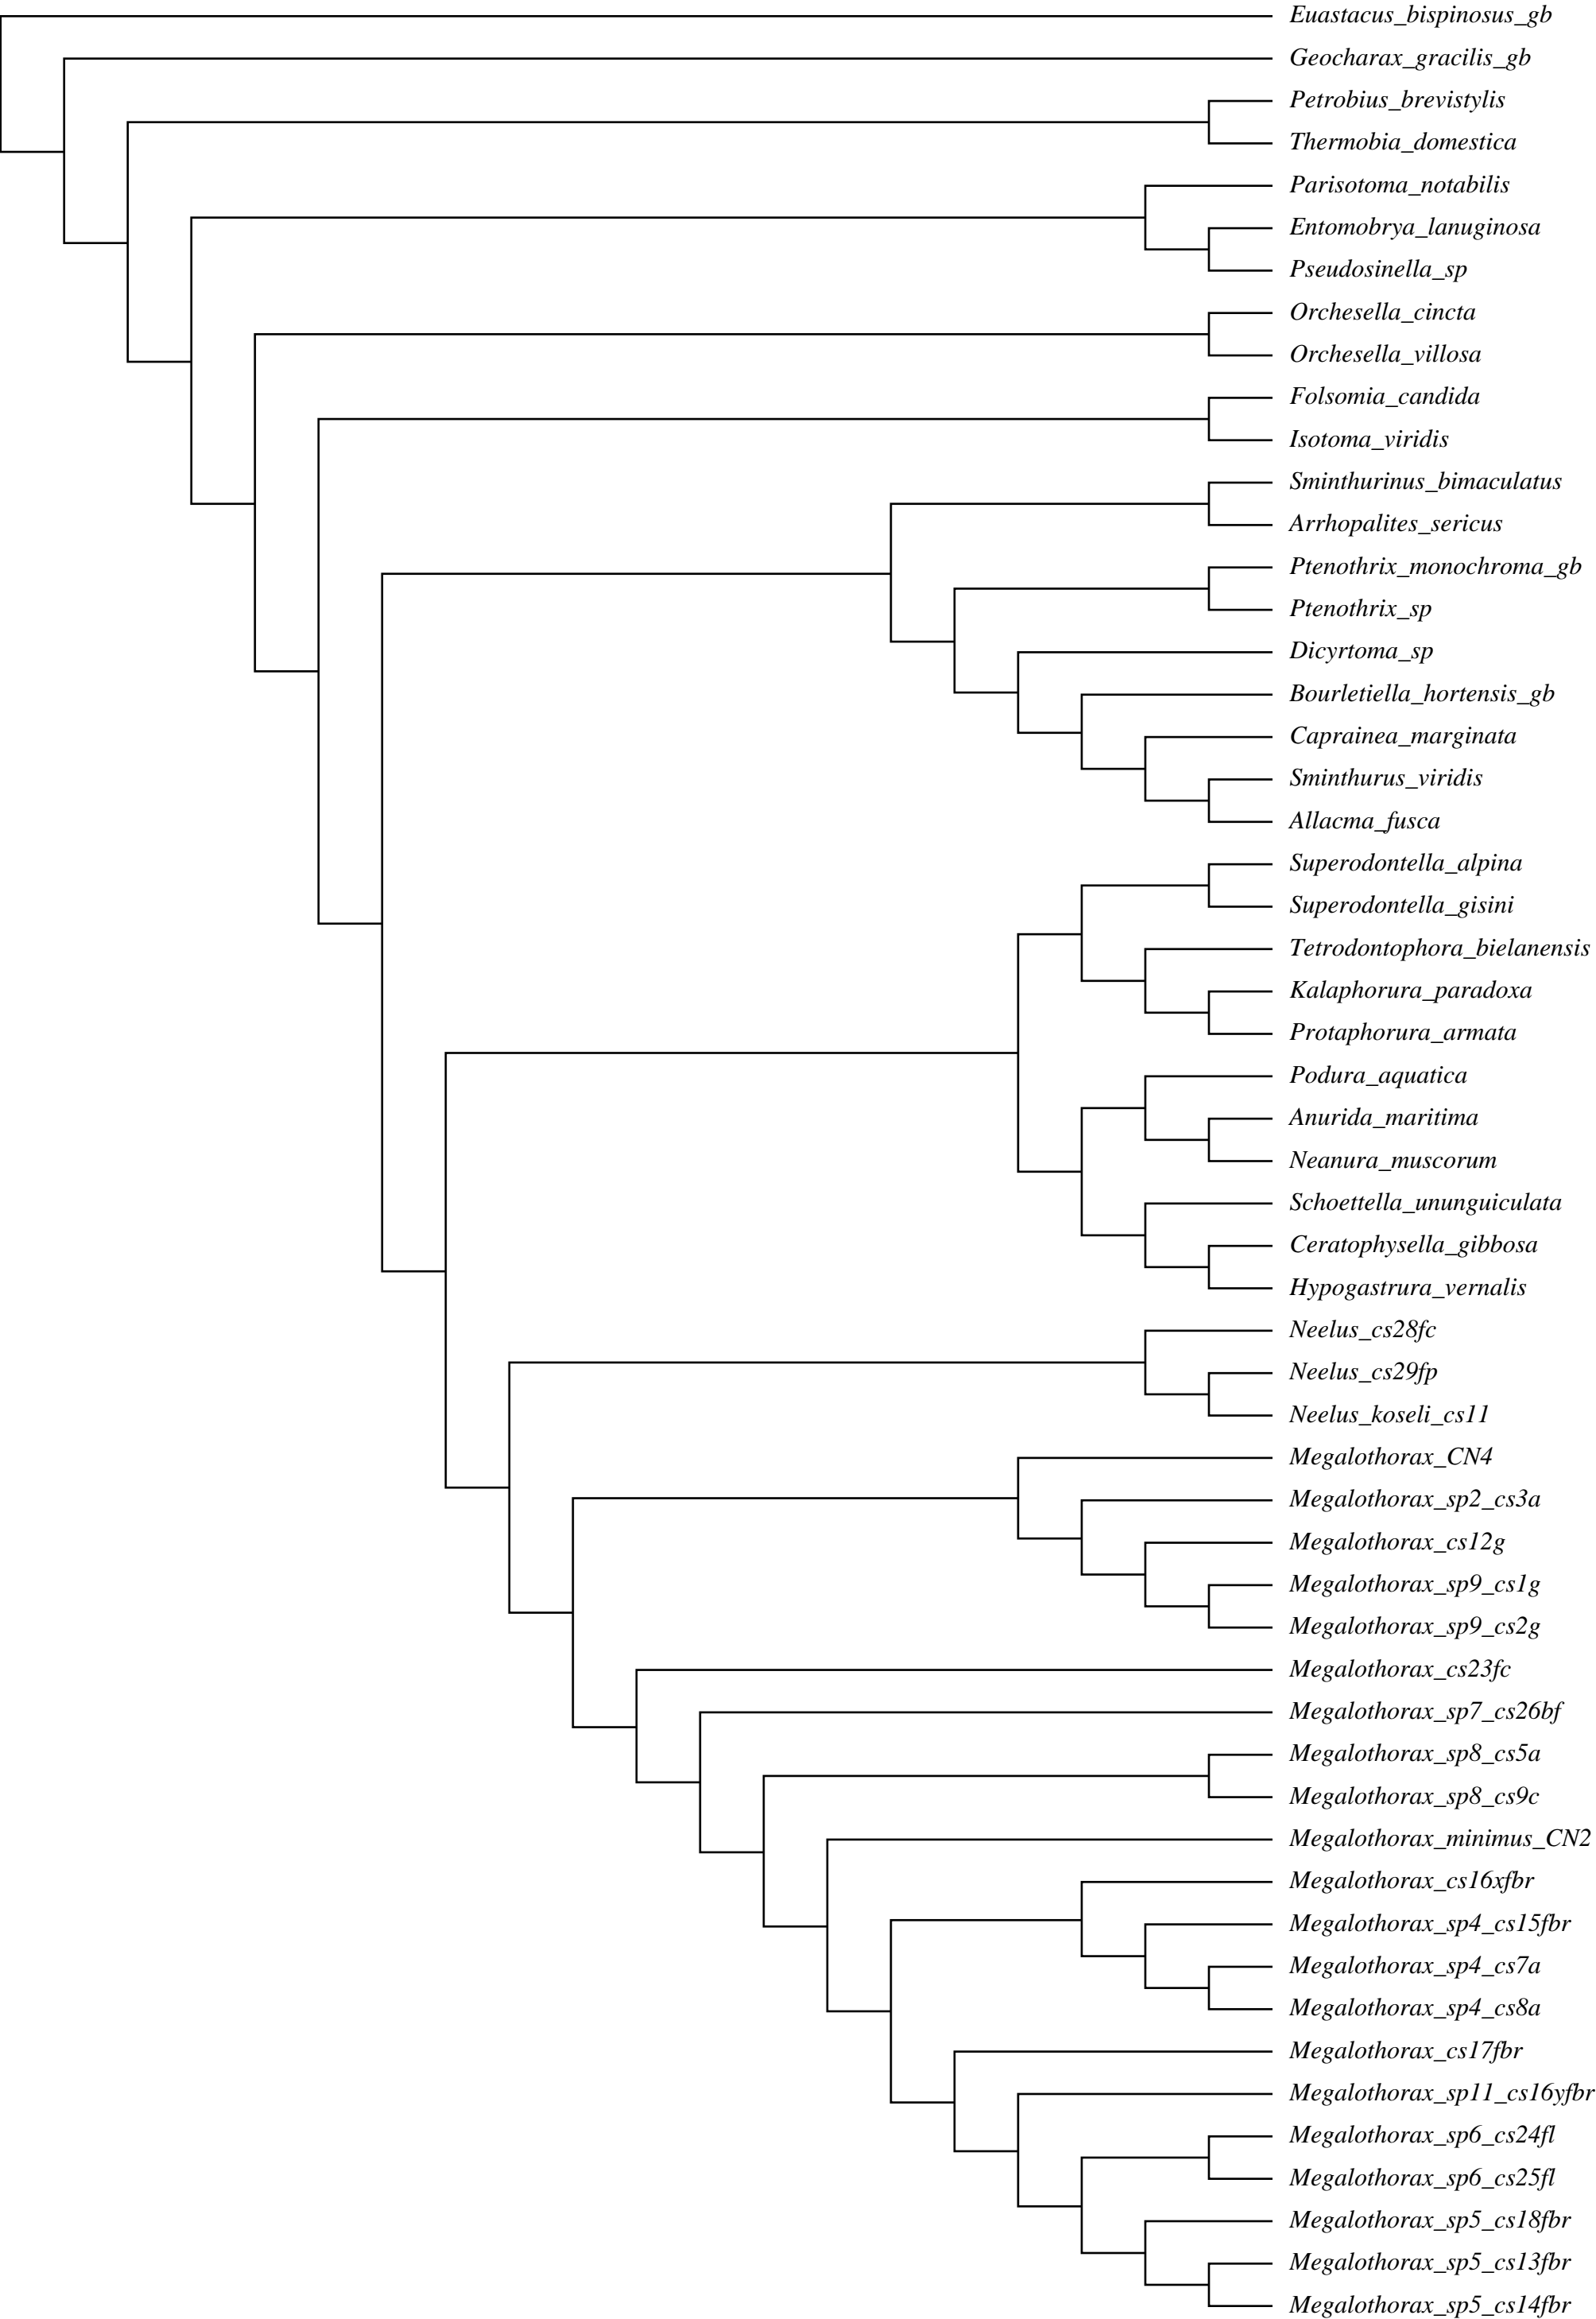 Euastacus_bispinosus_gb
Geocharax_gracilis_gb
Petrobius_brevistylis
Thermobia_domestica
Parisotoma_notabilis
Entomobrya_lanuginosa
Pseudosinella_sp
Orchesella_cincta
Orchesella_villosa
Folsomia_candida
Isotoma_viridis
Sminthurinus_bimaculatus
Arrhopalites_sericus
Ptenothrix_monochroma_gb
Ptenothrix_sp
Dicyrtoma_sp
Bourletiella_hortensis_gb
Caprainea_marginata
Sminthurus_viridis
Allacma_fusca
Superodontella_alpina
Superodontella_gisini
Tetrodontophora_bielanensis
Kalaphorura_paradoxa
Protaphorura_armata
Podura_aquatica
Anurida_maritima
Neanura_muscorum
Schoettella_ununguiculata
Ceratophysella_gibbosa
Hypogastrura_vernalis
Neelus_cs28fc
Neelus_cs29fp
Neelus_koseli_cs11
Megalothorax_CN4
Megalothorax_sp2_cs3a
Megalothorax_cs12g
Megalothorax_sp9_cs1g
Megalothorax_sp9_cs2g
Megalothorax_cs23fc
Megalothorax_sp7_cs26bf
Megalothorax_sp8_cs5a
Megalothorax_sp8_cs9c
Megalothorax_minimus_CN2
Megalothorax_cs16xfbr
Megalothorax_sp4_cs15fbr
Megalothorax_sp4_cs7a
Megalothorax_sp4_cs8a
Megalothorax_cs17fbr
Megalothorax_sp11_cs16yfbr
Megalothorax_sp6_cs24fl
Megalothorax_sp6_cs25fl
Megalothorax_sp5_cs18fbr
Megalothorax_sp5_cs13fbr
Megalothorax_sp5_cs14fbr